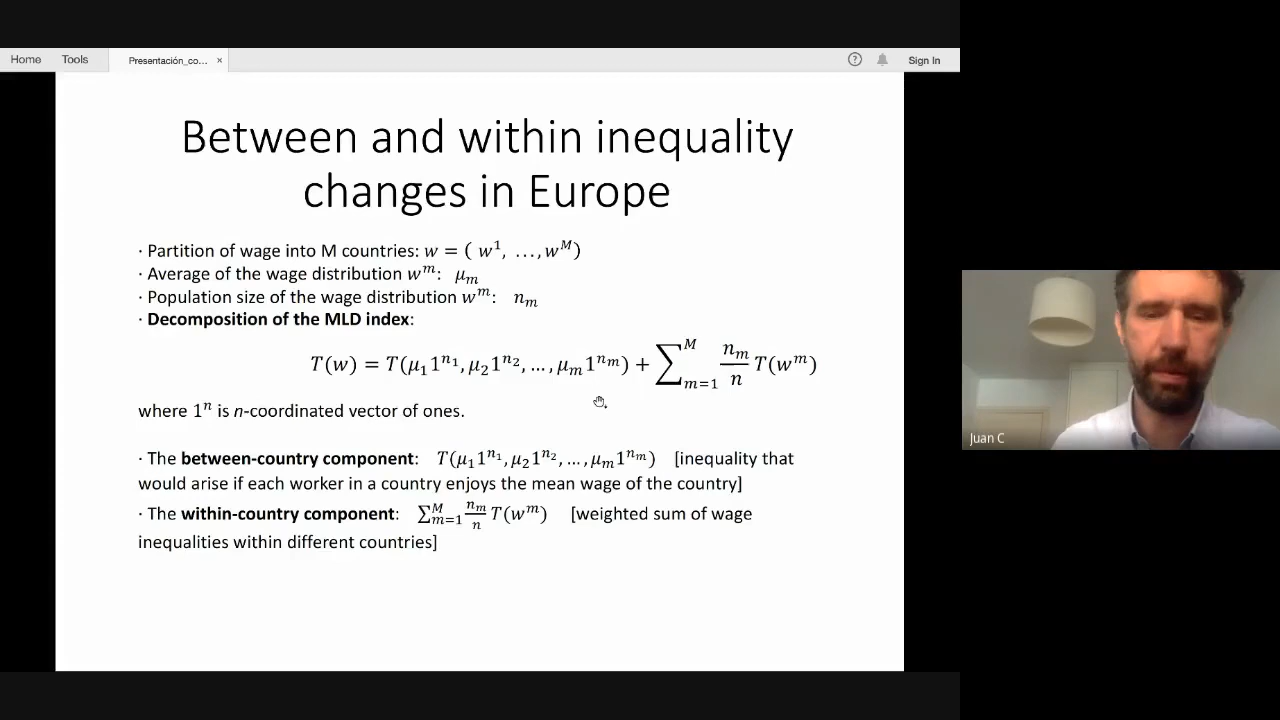 Home Tools Presentación_co... × ? Sign In
Between and within inequality
changes in Europe
· Partition of wage into M countries: w = ( w¹, …, wᴹ)
· Average of the wage distribution wᵐ: μₘ
· Population size of the wage distribution wᵐ: nₘ
· Decomposition of the MLD index:
T(w) = T(μ₁1ⁿ¹, μ₂1ⁿ², …, μₘ1ⁿᵐ) + ∑ₘ₌₁ᴹ nₘ/n T(wᵐ)
where 1ⁿ is n-coordinated vector of ones.
· The between-country component: T(μ₁1ⁿ¹, μ₂1ⁿ², …, μₘ1ⁿᵐ) [inequality that
would arise if each worker in a country enjoys the mean wage of the country]
· The within-country component: ∑ₘ₌₁ᴹ nₘ/n T(wᵐ) [weighted sum of wage
inequalities within different countries]
Juan C